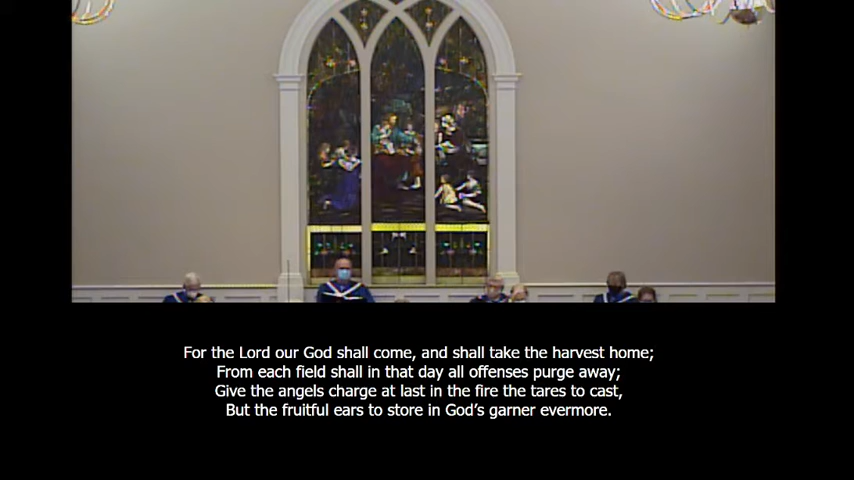 For the Lord our God shall come, and shall take the harvest home;
From each field shall in that day all offenses purge away;
Give the angels charge at last in the fire the tares to cast,
But the fruitful ears to store in God's garner evermore.